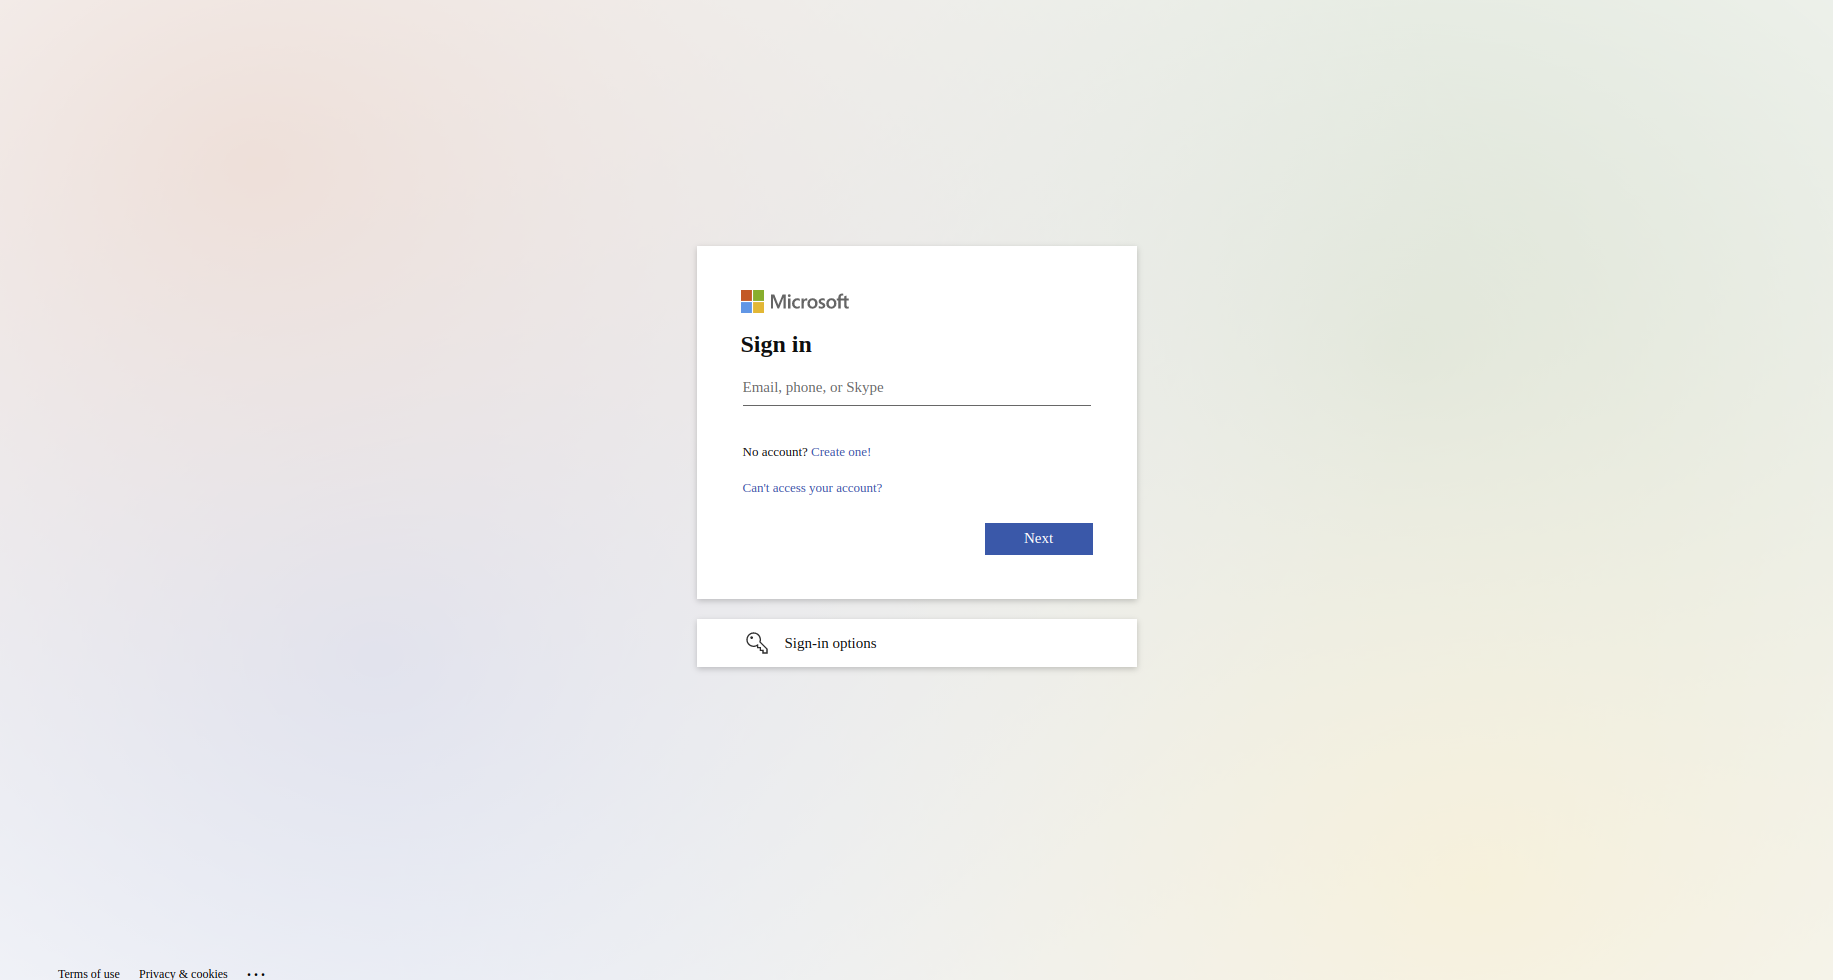 Microsoft
Sign in
Email, phone, or Skype
No account? Create one!
Can't access your account?
Next
Sign-in options
Terms of use Privacy & cookies ...